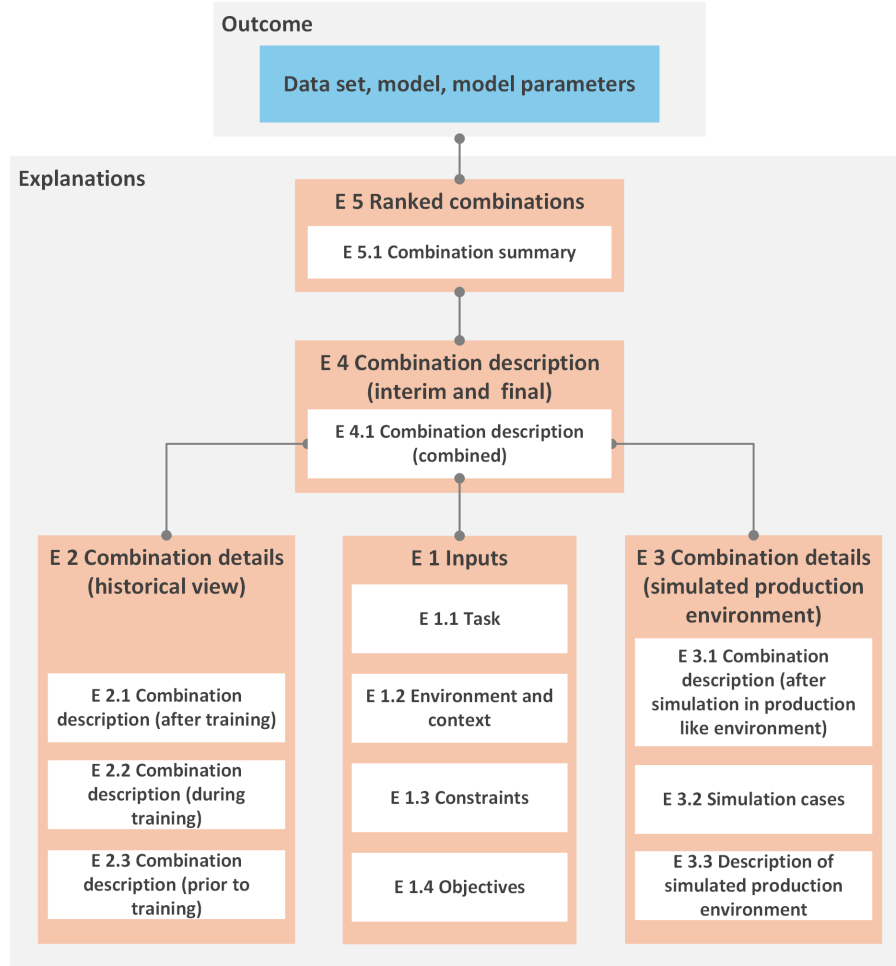 Outcome
Data set, model, model parameters
Explanations
E 5 Ranked combinations
E 5.1 Combination summary
E 4 Combination description
(interim and final)
E 4.1 Combination description
(combined)
E 2 Combination details
(historical view)
E 2.1 Combination
description (after training)
E 2.2 Combination
description (during
training)
E 2.3 Combination
description (prior to
training)
E 1 Inputs
E 1.1 Task
E 1.2 Environment and
context
E 1.3 Constraints
E 1.4 Objectives
E 3 Combination details
(simulated production
environment)
E 3.1 Combination
description (after
simulation in production
like environment)
E 3.2 Simulation cases
E 3.3 Description of
simulated production
environment